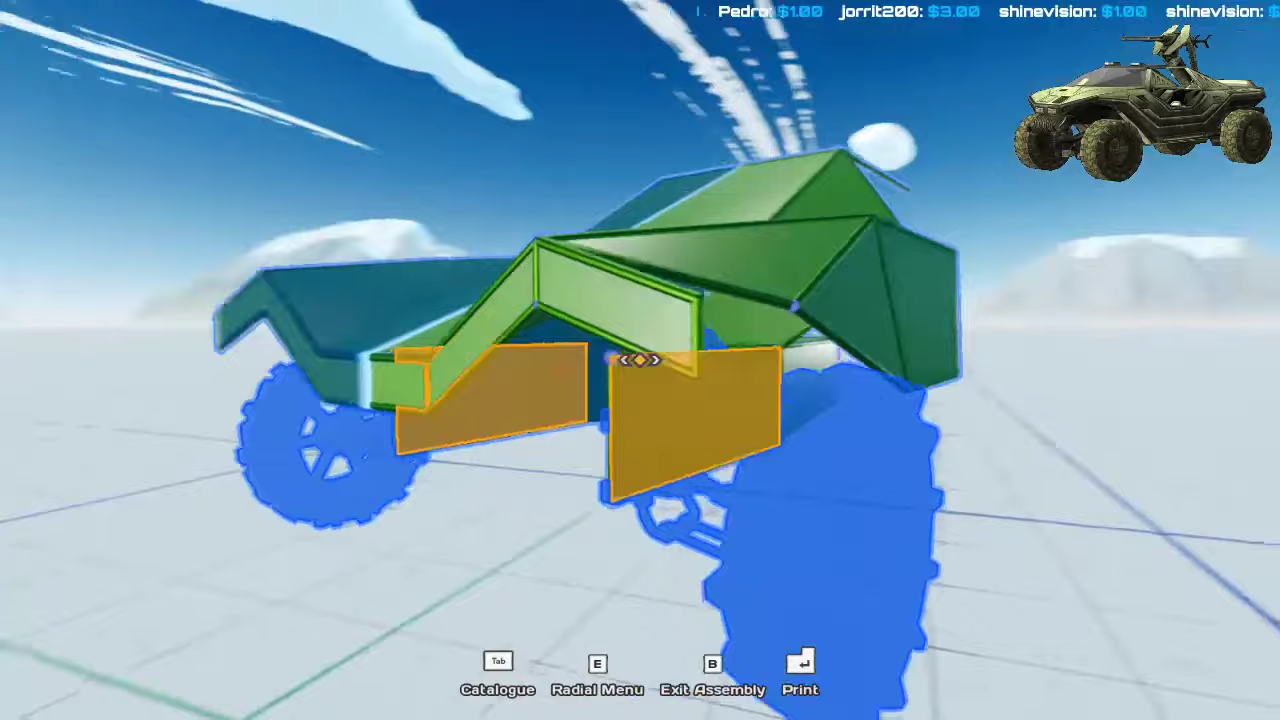 Pedro: $1.00 jorrit200: $3.00 shinevision: $1.00 shinevision: $
Tab E B
Catalogue Radial Menu Exit Assembly Print